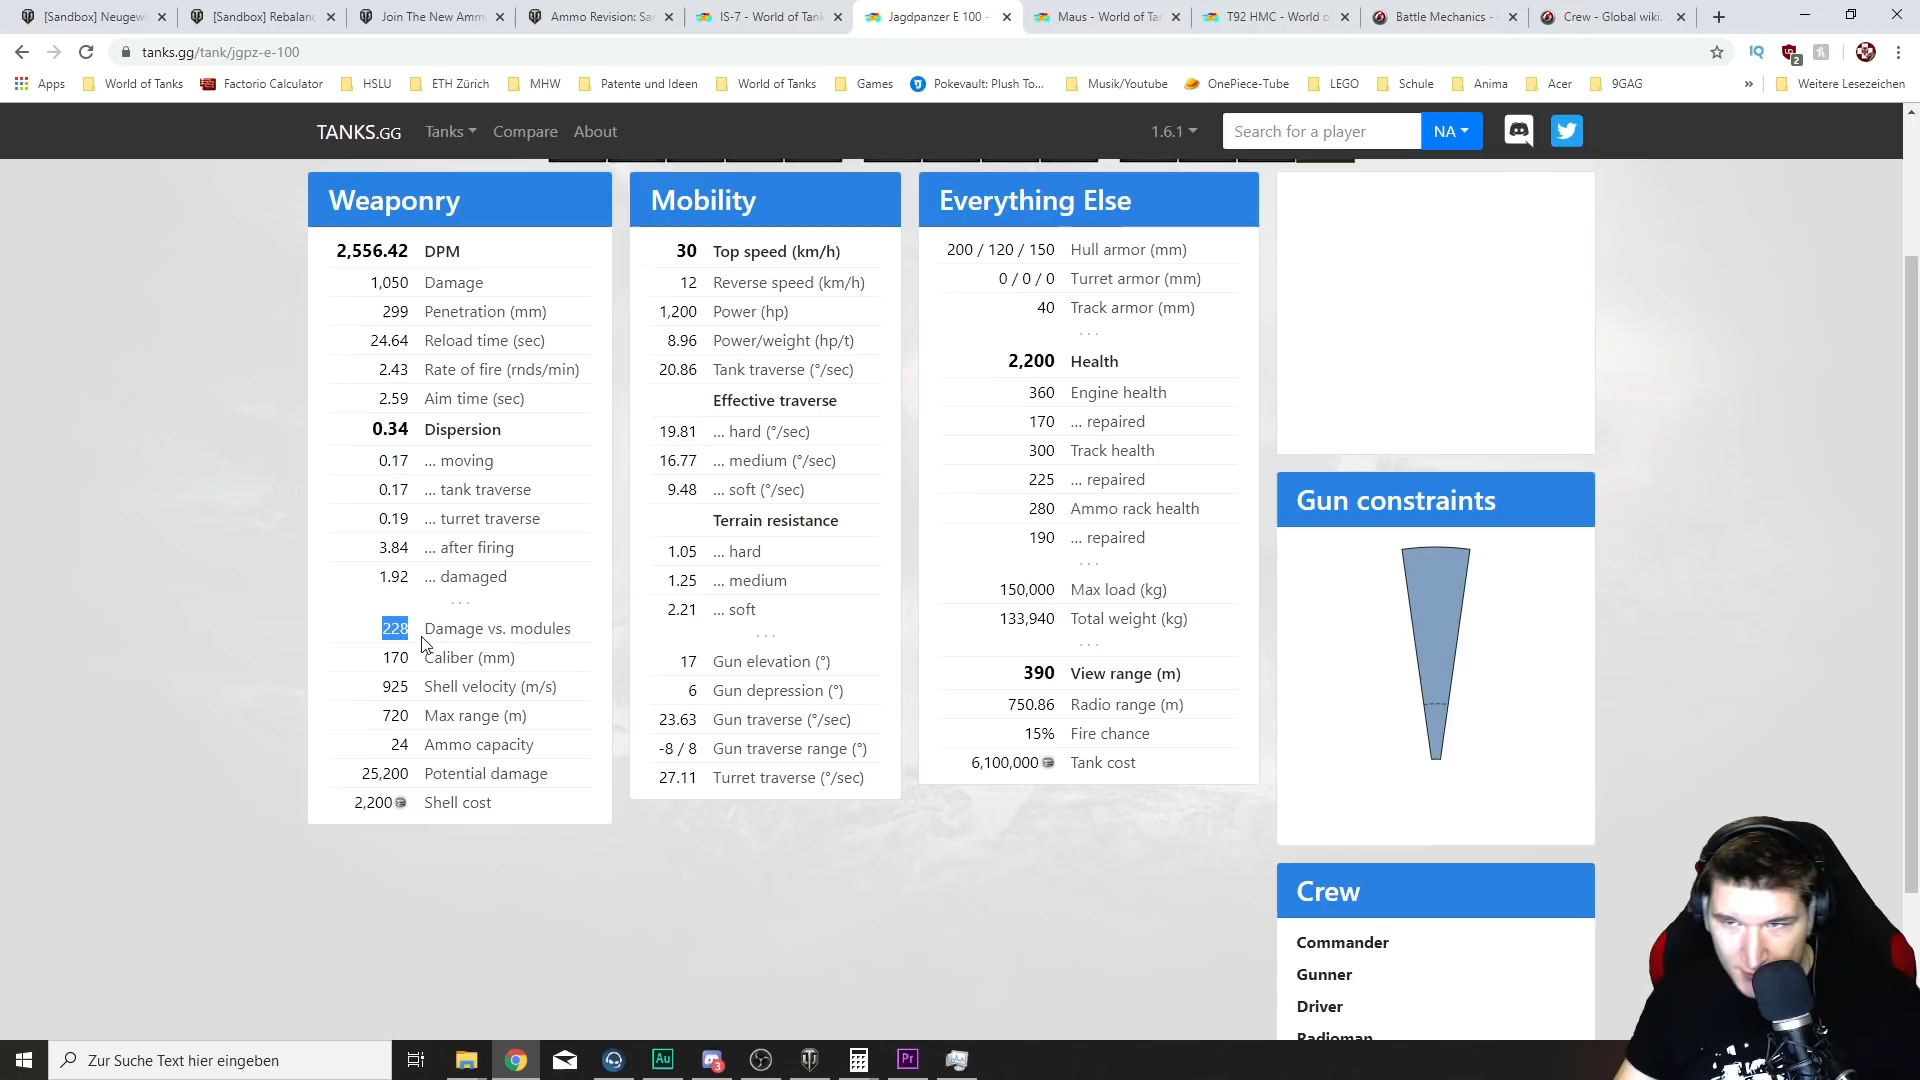 [Sandbox] Neugew
[Sandbox] Rebalanc
Join The New Amm
Ammo Revision: Sa
IS-7 - World of Tank
Jagdpanzer E 100 -
Maus - World of Ta
T92 HMC - World o
Battle Mechanics -
Crew - Global wiki.
tanks.gg/tank/jgpz-e-100
IQ
2
Apps
World of Tanks
Factorio Calculator
HSLU
ETH Zürich
MHW
Patente und Ideen
World of Tanks
Games
Pokevault: Plush To...
Musik/Youtube
OnePiece-Tube
LEGO
Schule
Anima
Acer
9GAG
»
Weitere Lesezeichen
TANKS.GG
Tanks
Compare
About
1.6.1
Search for a player
NA
Weaponry
2,556.42 DPM
1,050 Damage
299 Penetration (mm)
24.64 Reload time (sec)
2.43 Rate of fire (rnds/min)
2.59 Aim time (sec)
0.34 Dispersion
0.17 ... moving
0.17 ... tank traverse
0.19 ... turret traverse
3.84 ... after firing
1.92 ... damaged
...
228 Damage vs. modules
170 Caliber (mm)
925 Shell velocity (m/s)
720 Max range (m)
24 Ammo capacity
25,200 Potential damage
2,200 Shell cost
Mobility
30 Top speed (km/h)
12 Reverse speed (km/h)
1,200 Power (hp)
8.96 Power/weight (hp/t)
20.86 Tank traverse (°/sec)
Effective traverse
19.81 ... hard (°/sec)
16.77 ... medium (°/sec)
9.48 ... soft (°/sec)
Terrain resistance
1.05 ... hard
1.25 ... medium
2.21 ... soft
...
17 Gun elevation (°)
6 Gun depression (°)
23.63 Gun traverse (°/sec)
-8 / 8 Gun traverse range (°)
27.11 Turret traverse (°/sec)
Everything Else
200 / 120 / 150 Hull armor (mm)
0 / 0 / 0 Turret armor (mm)
40 Track armor (mm)
...
2,200 Health
360 Engine health
170 ... repaired
300 Track health
225 ... repaired
280 Ammo rack health
190 ... repaired
...
150,000 Max load (kg)
133,940 Total weight (kg)
...
390 View range (m)
750.86 Radio range (m)
15% Fire chance
6,100,000 Tank cost
Gun constraints
Crew
Commander
Gunner
Driver
Radioman
Zur Suche Text hier eingeben
Au
3
Pr